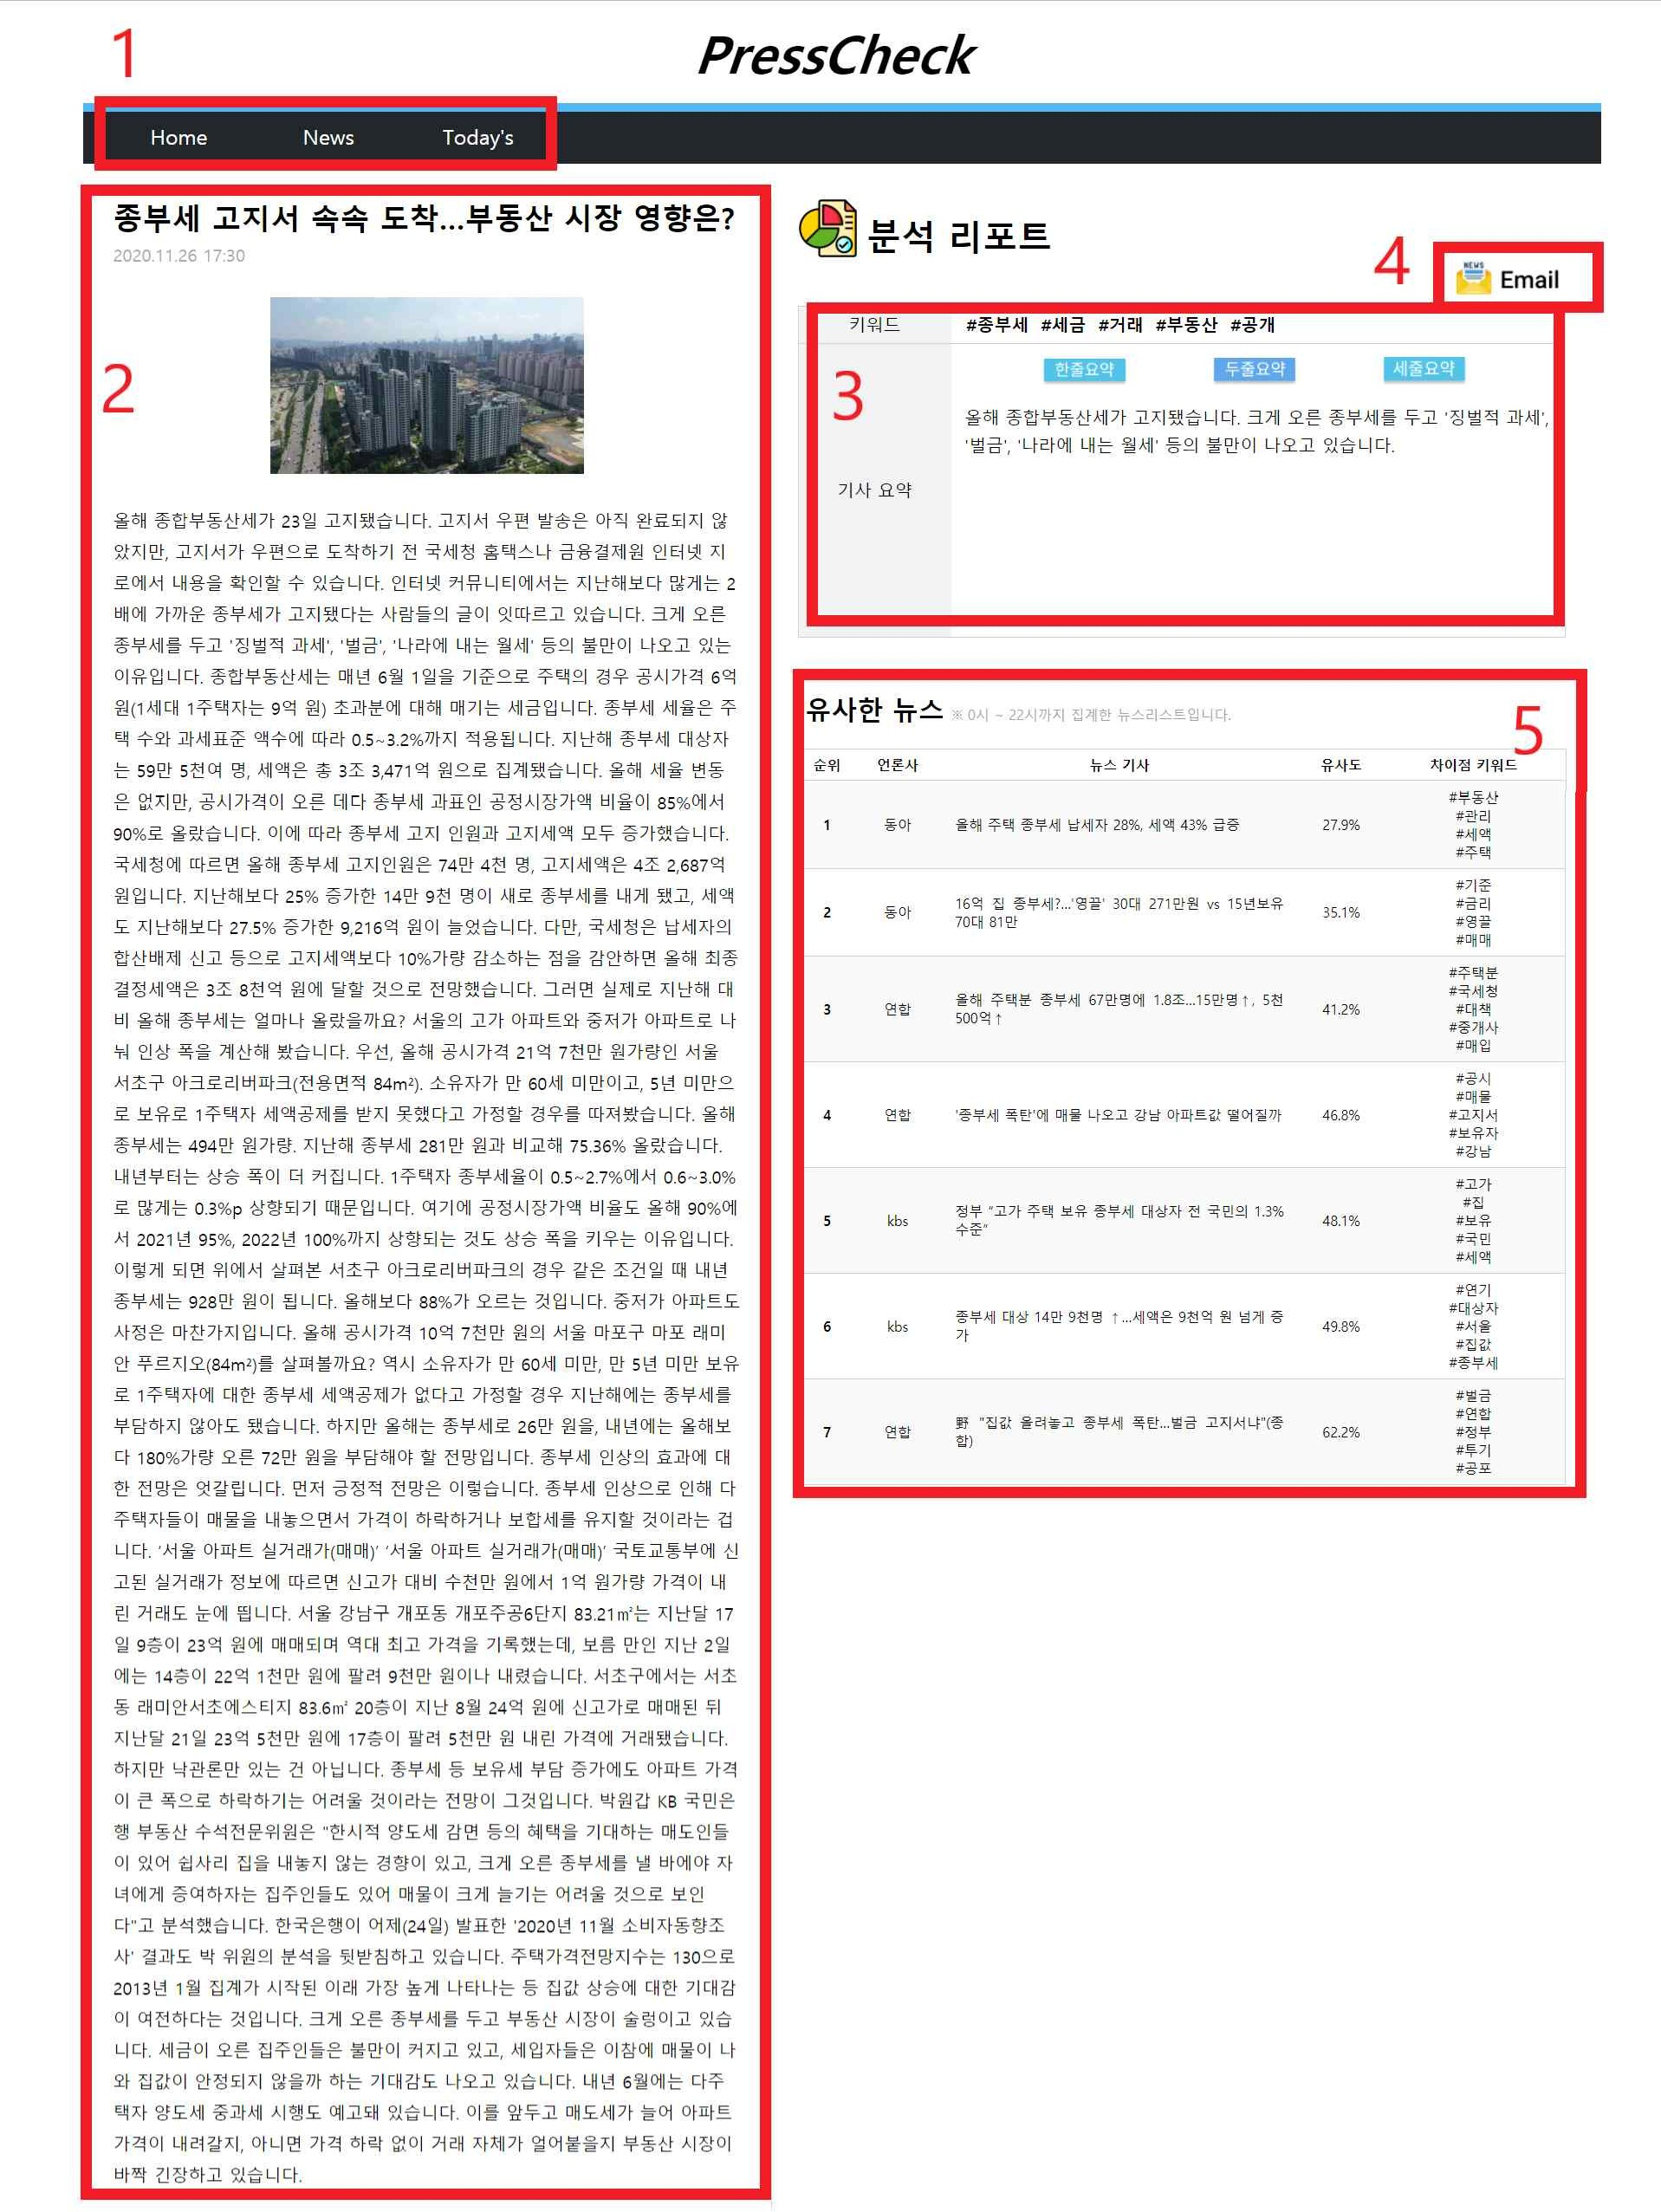 1
PressCheck
Home News Today's
2
종부세 고지서 속속 도착...부동산 시장 영향은?
2020.11.26 17:30
올해 종합부동산세가 23일 고지됐습니다. 고지서 우편 발송은 아직 완료되지 않
았지만, 고지서가 우편으로 도착하기 전 국세청 홈택스나 금융결제원 인터넷 지
로에서 내용을 확인할 수 있습니다. 인터넷 커뮤니티에서는 지난해보다 많게는 2
배에 가까운 종부세가 고지됐다는 사람들의 글이 잇따르고 있습니다. 크게 오른
종부세를 두고 '징벌적 과세', '벌금', '나라에 내는 월세' 등의 불만이 나오고 있는
이유입니다. 종합부동산세는 매년 6월 1일을 기준으로 주택의 경우 공시가격 6억
원(1세대 1주택자는 9억 원) 초과분에 대해 매기는 세금입니다. 종부세 세율은 주
택 수와 과세표준 액수에 따라 0.5~3.2%까지 적용됩니다. 지난해 종부세 대상자
는 59만 5천여 명, 세액은 총 3조 3,471억 원으로 집계됐습니다. 올해 세율 변동
은 없지만, 공시가격이 오른 데다 종부세 과표인 공정시장가액 비율이 85%에서
90%로 올랐습니다. 이에 따라 종부세 고지 인원과 고지세액 모두 증가했습니다.
국세청에 따르면 올해 종부세 고지인원은 74만 4천 명, 고지세액은 4조 2,687억
원입니다. 지난해보다 25% 증가한 14만 9천 명이 새로 종부세를 내게 됐고, 세액
도 지난해보다 27.5% 증가한 9,216억 원이 늘었습니다. 다만, 국세청은 납세자의
합산배제 신고 등으로 고지세액보다 10%가량 감소하는 점을 감안하면 올해 최종
결정세액은 3조 8천억 원에 달할 것으로 전망했습니다. 그러면 실제로 지난해 대
비 올해 종부세는 얼마나 올랐을까요? 서울의 고가 아파트와 중저가 아파트로 나
눠 인상 폭을 계산해 봤습니다. 우선, 올해 공시가격 21억 7천만 원가량인 서울
서초구 아크로리버파크(전용면적 84m²). 소유자가 만 60세 미만이고, 5년 미만으
로 보유로 1주택자 세액공제를 받지 못했다고 가정할 경우를 따져봤습니다. 올해
종부세는 494만 원가량. 지난해 종부세 281만 원과 비교해 75.36% 올랐습니다.
내년부터는 상승 폭이 더 커집니다. 1주택자 종부세율이 0.5~2.7%에서 0.6~3.0%
로 많게는 0.3%p 상향되기 때문입니다. 여기에 공정시장가액 비율도 올해 90%에
서 2021년 95%, 2022년 100%까지 상향되는 것도 상승 폭을 키우는 이유입니다.
이렇게 되면 위에서 살펴본 서초구 아크로리버파크의 경우 같은 조건일 때 내년
종부세는 928만 원이 됩니다. 올해보다 88%가 오르는 것입니다. 중저가 아파트도
사정은 마찬가지입니다. 올해 공시가격 10억 7천만 원의 서울 마포구 마포 래미
안 푸르지오(84m²)를 살펴볼까요? 역시 소유자가 만 60세 미만, 만 5년 미만 보유
로 1주택자에 대한 종부세 세액공제가 없다고 가정할 경우 지난해에는 종부세를
부담하지 않아도 됐습니다. 하지만 올해는 종부세로 26만 원을, 내년에는 올해보
다 180%가량 오른 72만 원을 부담해야 할 전망입니다. 종부세 인상의 효과에 대
한 전망은 엇갈립니다. 먼저 긍정적 전망은 이렇습니다. 종부세 인상으로 인해 다
주택자들이 매물을 내놓으면서 가격이 하락하거나 보합세를 유지할 것이라는 겁
니다. '서울 아파트 실거래가(매매)' '서울 아파트 실거래가(매매)' 국토교통부에 신
고된 실거래가 정보에 따르면 신고가 대비 수천만 원에서 1억 원가량 가격이 내
린 거래도 눈에 띕니다. 서울 강남구 개포동 개포주공6단지 83.21㎡는 지난달 17
일 9층이 23억 원에 매매되며 역대 최고 가격을 기록했는데, 보름 만인 지난 2일
에는 14층이 22억 1천만 원에 팔려 9천만 원이나 내렸습니다. 서초구에서는 서초
동 래미안서초에스티지 83.6㎡ 20층이 지난 8월 24억 원에 신고가로 매매된 뒤
지난달 21일 23억 5천만 원에 17층이 팔려 5천만 원 내린 가격에 거래됐습니다.
하지만 낙관론만 있는 건 아닙니다. 종부세 등 보유세 부담 증가에도 아파트 가격
이 큰 폭으로 하락하기는 어려울 것이라는 전망이 그것입니다. 박원갑 KB 국민은
행 부동산 수석전문위원은 "한시적 양도세 감면 등의 혜택을 기대하는 매도인들
이 있어 쉽사리 집을 내놓지 않는 경향이 있고, 크게 오른 종부세를 낼 바에야 자
녀에게 증여하자는 집주인들도 있어 매물이 크게 늘기는 어려울 것으로 보인
다"고 분석했습니다. 한국은행이 어제(24일) 발표한 '2020년 11월 소비자동향조
사' 결과도 박 위원의 분석을 뒷받침하고 있습니다. 주택가격전망지수는 130으로
2013년 1월 집계가 시작된 이래 가장 높게 나타나는 등 집값 상승에 대한 기대감
이 여전하다는 것입니다. 크게 오른 종부세를 두고 부동산 시장이 술렁이고 있습
니다. 세금이 오른 집주인들은 불만이 커지고 있고, 세입자들은 이참에 매물이 나
와 집값이 안정되지 않을까 하는 기대감도 나오고 있습니다. 내년 6월에는 다주
택자 양도세 중과세 시행도 예고돼 있습니다. 이를 앞두고 매도세가 늘어 아파트
가격이 내려갈지, 아니면 가격 하락 없이 거래 자체가 얼어붙을지 부동산 시장이
바짝 긴장하고 있습니다.
분석 리포트
4
NEWS Email
키워드 #종부세 #세금 #거래 #부동산 #공개
3
한줄요약 두줄요약 세줄요약
올해 종합부동산세가 고지됐습니다. 크게 오른 종부세를 두고 '징벌적 과세',
'벌금', '나라에 내는 월세' 등의 불만이 나오고 있습니다.
기사 요약
5
유사한 뉴스 ※ 0시 ~ 22시까지 집계한 뉴스리스트입니다.
순위 언론사 뉴스 기사 유사도 차이점 키워드
1 동아 올해 주택 종부세 납세자 28%, 세액 43% 급증 27.9%
#부동산
#관리
#세액
#주택
2 동아 16억 집 종부세?...'영끌' 30대 271만원 vs 15년보유
70대 81만 35.1%
#기준
#금리
#영끌
#매매
3 연합 올해 주택분 종부세 67만명에 1.8조...15만명↑, 5천
500억↑ 41.2%
#주택분
#국세청
#대책
#중개사
#매입
4 연합 '종부세 폭탄'에 매물 나오고 강남 아파트값 떨어질까 46.8%
#공시
#매물
#고지서
#보유자
#강남
5 kbs 정부 "고가 주택 보유 종부세 대상자 전 국민의 1.3%
수준" 48.1%
#고가
#집
#보유
#국민
#세액
6 kbs 종부세 대상 14만 9천명 ↑...세액은 9천억 원 넘게 증
가 49.8%
#연기
#대상자
#서울
#집값
#종부세
7 연합 野 "집값 올려놓고 종부세 폭탄...벌금 고지서냐"(종
합) 62.2%
#벌금
#연합
#정부
#투기
#공포